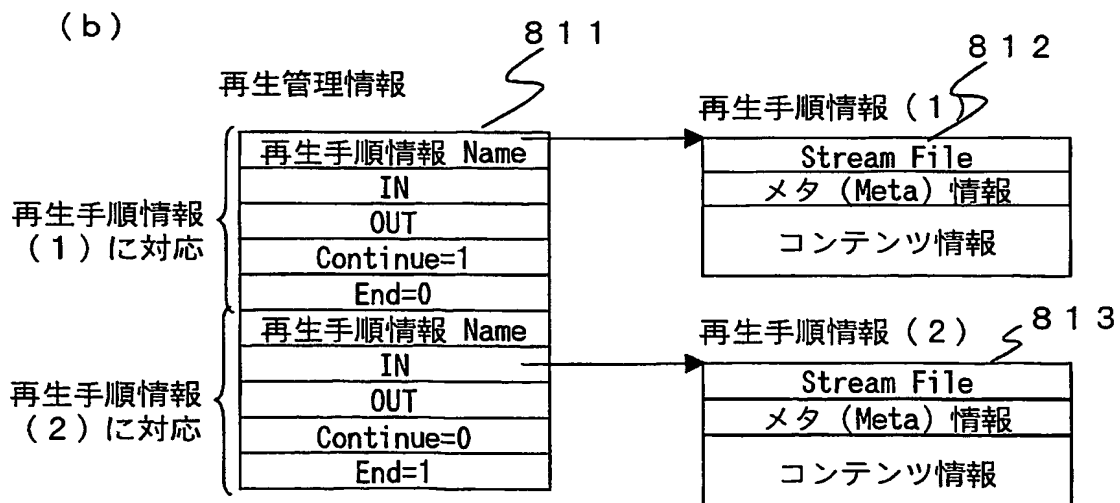 (b)
811
再生管理情報
再生手順情報 Name
IN
OUT
Continue=1
End=0
再生手順情報 Name
IN
OUT
Continue=0
End=1
再生手順情報
(1)に対応
再生手順情報
(2)に対応
812
再生手順情報(1)
Stream File
メタ(Meta)情報
コンテンツ情報
再生手順情報(2)
813
Stream File
メタ(Meta)情報
コンテンツ情報